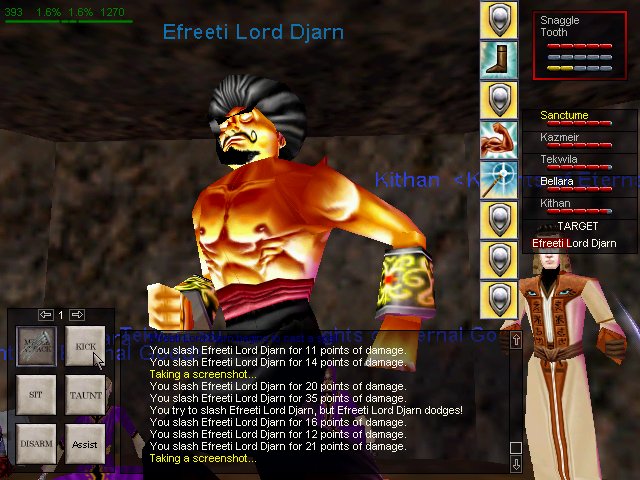 393 1.6% 1.6% 1270
Efreeti Lord Djarn
Snaggle
Tooth
Sanctume
Kazmeir
Tekwila
Bellara
Kithan
TARGET
Efreeti Lord Djarn
Kithan <K
Eterna
1
KICK
SIT
TAUNT
DISARM
Assist
You slash Efreeti Lord Djarn for 11 points of damage.
You slash Efreeti Lord Djarn for 14 points of damage.
Taking a screenshot...
You slash Efreeti Lord Djarn for 20 points of damage.
You slash Efreeti Lord Djarn for 35 points of damage.
You try to slash Efreeti Lord Djarn, but Efreeti Lord Djarn dodges!
You slash Efreeti Lord Djarn for 16 points of damage.
You slash Efreeti Lord Djarn for 12 points of damage.
You slash Efreeti Lord Djarn for 21 points of damage.
Taking a screenshot...